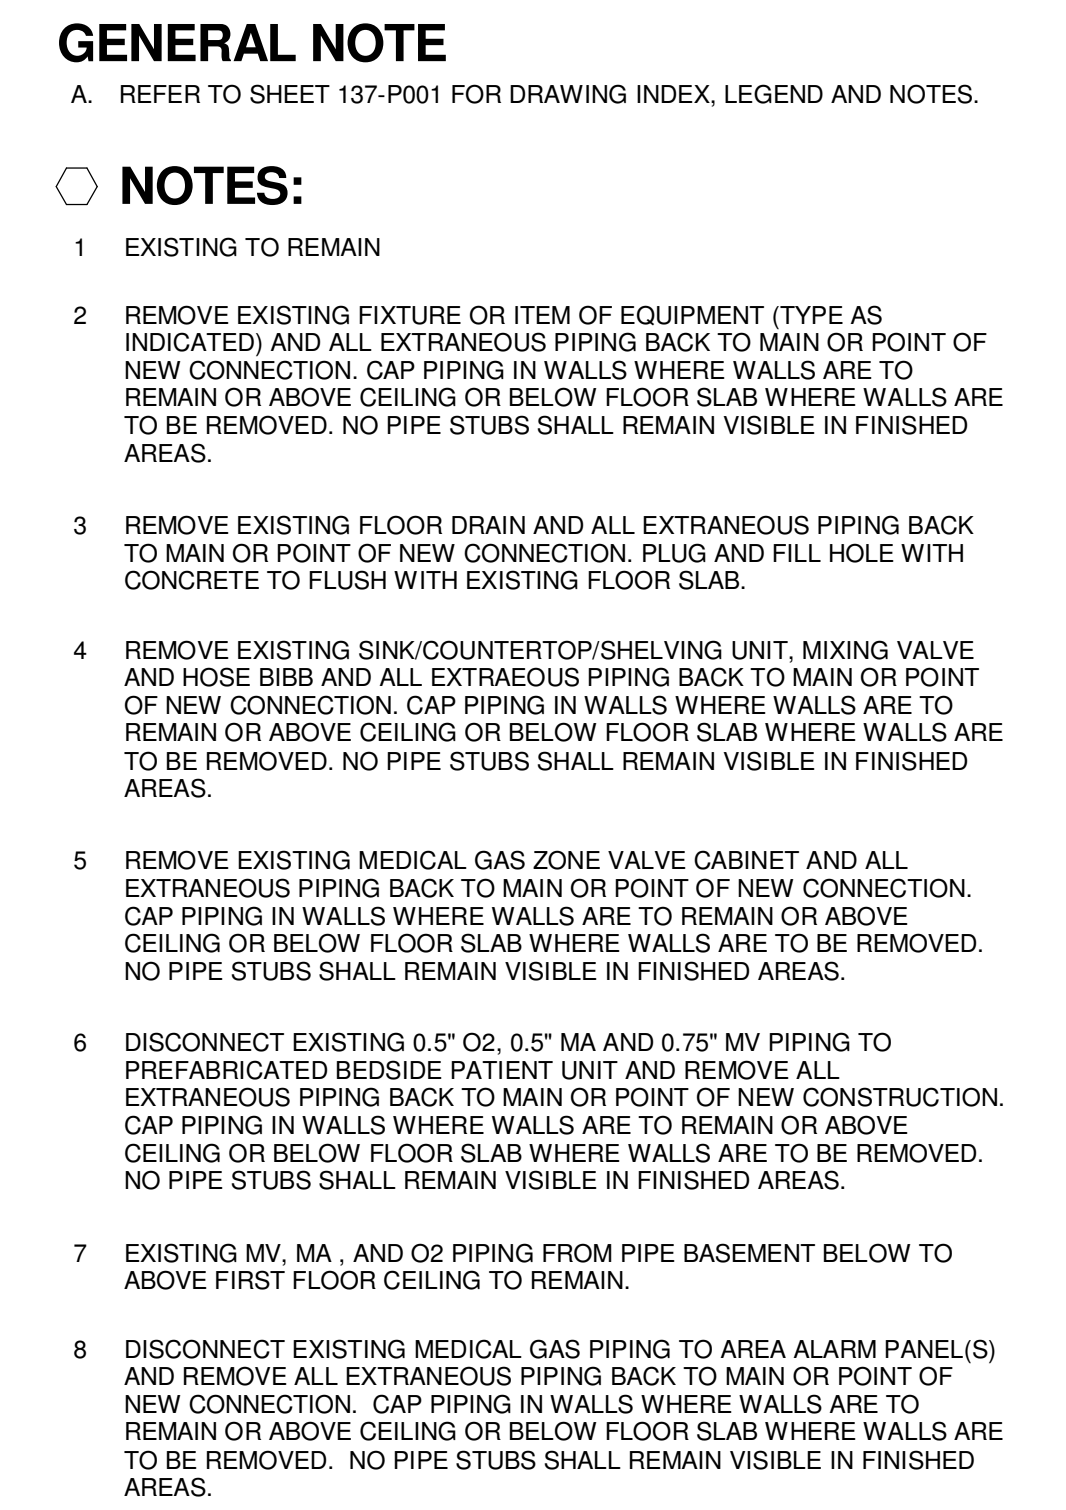 GENERAL NOTE
A. REFER TO SHEET 137-P001 FOR DRAWING INDEX, LEGEND AND NOTES.
NOTES:
1 EXISTING TO REMAIN
2 REMOVE EXISTING FIXTURE OR ITEM OF EQUIPMENT (TYPE AS
INDICATED) AND ALL EXTRANEOUS PIPING BACK TO MAIN OR POINT OF
NEW CONNECTION. CAP PIPING IN WALLS WHERE WALLS ARE TO
REMAIN OR ABOVE CEILING OR BELOW FLOOR SLAB WHERE WALLS ARE
TO BE REMOVED. NO PIPE STUBS SHALL REMAIN VISIBLE IN FINISHED
AREAS.
3 REMOVE EXISTING FLOOR DRAIN AND ALL EXTRANEOUS PIPING BACK
TO MAIN OR POINT OF NEW CONNECTION. PLUG AND FILL HOLE WITH
CONCRETE TO FLUSH WITH EXISTING FLOOR SLAB.
4 REMOVE EXISTING SINK/COUNTERTOP/SHELVING UNIT, MIXING VALVE
AND HOSE BIBB AND ALL EXTRAEOUS PIPING BACK TO MAIN OR POINT
OF NEW CONNECTION. CAP PIPING IN WALLS WHERE WALLS ARE TO
REMAIN OR ABOVE CEILING OR BELOW FLOOR SLAB WHERE WALLS ARE
TO BE REMOVED. NO PIPE STUBS SHALL REMAIN VISIBLE IN FINISHED
AREAS.
5 REMOVE EXISTING MEDICAL GAS ZONE VALVE CABINET AND ALL
EXTRANEOUS PIPING BACK TO MAIN OR POINT OF NEW CONNECTION.
CAP PIPING IN WALLS WHERE WALLS ARE TO REMAIN OR ABOVE
CEILING OR BELOW FLOOR SLAB WHERE WALLS ARE TO BE REMOVED.
NO PIPE STUBS SHALL REMAIN VISIBLE IN FINISHED AREAS.
6 DISCONNECT EXISTING 0.5" O2, 0.5" MA AND 0.75" MV PIPING TO
PREFABRICATED BEDSIDE PATIENT UNIT AND REMOVE ALL
EXTRANEOUS PIPING BACK TO MAIN OR POINT OF NEW CONSTRUCTION.
CAP PIPING IN WALLS WHERE WALLS ARE TO REMAIN OR ABOVE
CEILING OR BELOW FLOOR SLAB WHERE WALLS ARE TO BE REMOVED.
NO PIPE STUBS SHALL REMAIN VISIBLE IN FINISHED AREAS.
7 EXISTING MV, MA , AND O2 PIPING FROM PIPE BASEMENT BELOW TO
ABOVE FIRST FLOOR CEILING TO REMAIN.
8 DISCONNECT EXISTING MEDICAL GAS PIPING TO AREA ALARM PANEL(S)
AND REMOVE ALL EXTRANEOUS PIPING BACK TO MAIN OR POINT OF
NEW CONNECTION. CAP PIPING IN WALLS WHERE WALLS ARE TO
REMAIN OR ABOVE CEILING OR BELOW FLOOR SLAB WHERE WALLS ARE
TO BE REMOVED. NO PIPE STUBS SHALL REMAIN VISIBLE IN FINISHED
AREAS.